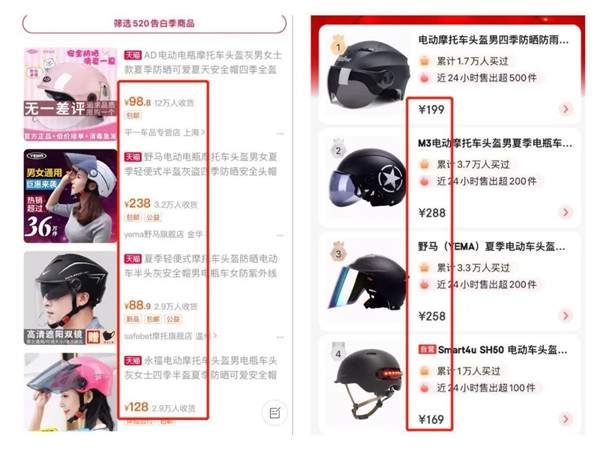 筛选520告白季商品
安全防晒
无一差评
官方正品+假价接单+消毒急发
天猫 AD电动电瓶摩托车头盔灰男女士
款夏季防晒可爱夏天安全帽四季全盔
¥98.8 12万人收货
包邮
平一车品专营店 上海
YEMA
男女通用
巨惠来袭
热销
超过
36万件
天猫 野马电动电瓶摩托车头盔男女夏
季轻便式半盔灰盔四季防晒安全头帽
¥238 3.2万人收货
包邮 公益
yema野马旗舰店 金华
高清遮阳双镜
赠
天猫 夏季轻便式摩托车头盔防晒电动
车半头灰安全帽男电瓶车女防紫外线
¥88.9 2.9万人收货
新品 包邮 公益
safebet摩托旗舰店 温州
天猫 永福电动摩托车头盔男电瓶车头
灰女士四季半盔夏季防晒可爱安全帽
¥128 2.9万人收货
1
电动摩托车头盔男四季防晒防雨...
累计1.7万人买过
近24小时售出超500件
¥199
2
M3电动摩托车头盔男夏季电瓶车...
累计3.7万人买过
近24小时售出超200件
¥288
3
野马（YEMA）夏季电动车头盔...
累计3.3万人买过
近24小时售出超200件
¥258
4
自营 Smart4u SH50 电动车头盔...
累计1万人买过
近24小时售出超100件
¥169